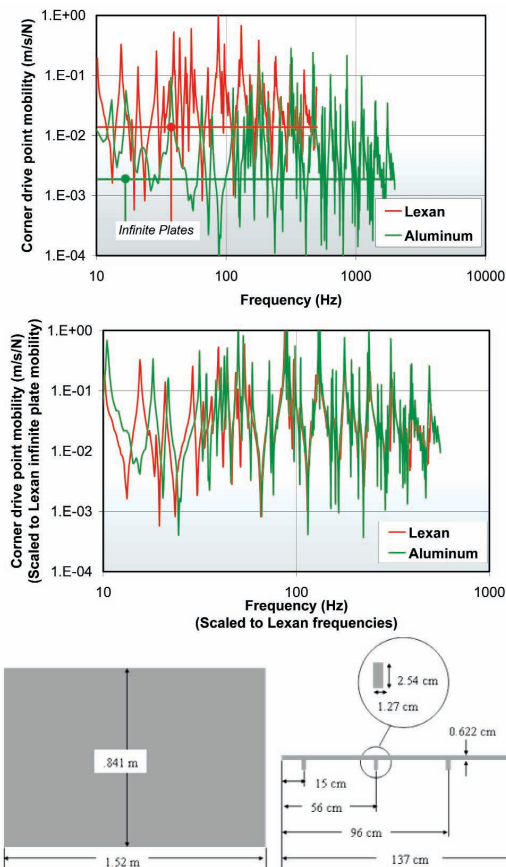 Corner drive point mobility (m/s/N)
1.E+00
1.E-01
1.E-02
1.E-03
1.E-04
Infinite Plates
Lexan
Aluminum
10
100
1000
10000
Frequency (Hz)
Corner drive point mobility (m/s/N)
(Scaled to Lexan infinite plate mobility)
1.E+00
1.E-01
1.E-02
1.E-03
1.E-04
Lexan
Aluminum
10
100
1000
Frequency (Hz)
(Scaled to Lexan frequencies)
.841 m
1.52 m
2.54 cm
1.27 cm
0.622 cm
15 cm
56 cm
96 cm
137 cm